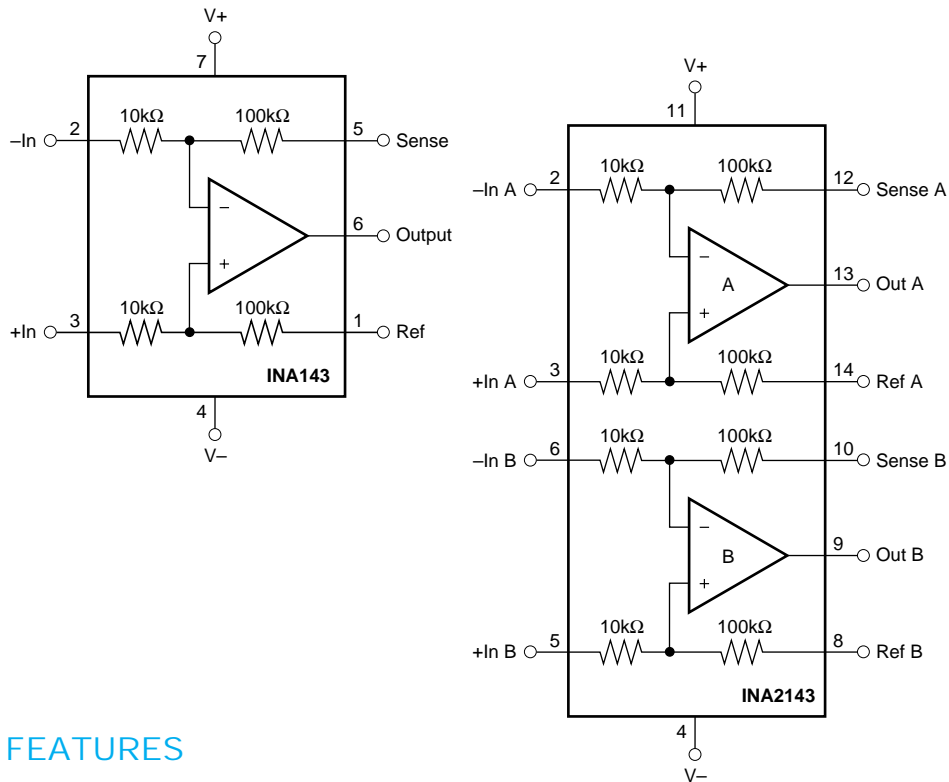 V+
7
10kΩ
100kΩ
–In
2
5
Sense
–
6
Output
+
10kΩ
100kΩ
+In
3
1
Ref
INA143
4
V–
V+
11
10kΩ
100kΩ
–In A
2
12
Sense A
–
A
13
Out A
+
10kΩ
100kΩ
+In A
3
14
Ref A
10kΩ
100kΩ
–In B
6
10
Sense B
–
B
9
Out B
+
10kΩ
100kΩ
+In B
5
8
Ref B
INA2143
4
V–
FEATURES